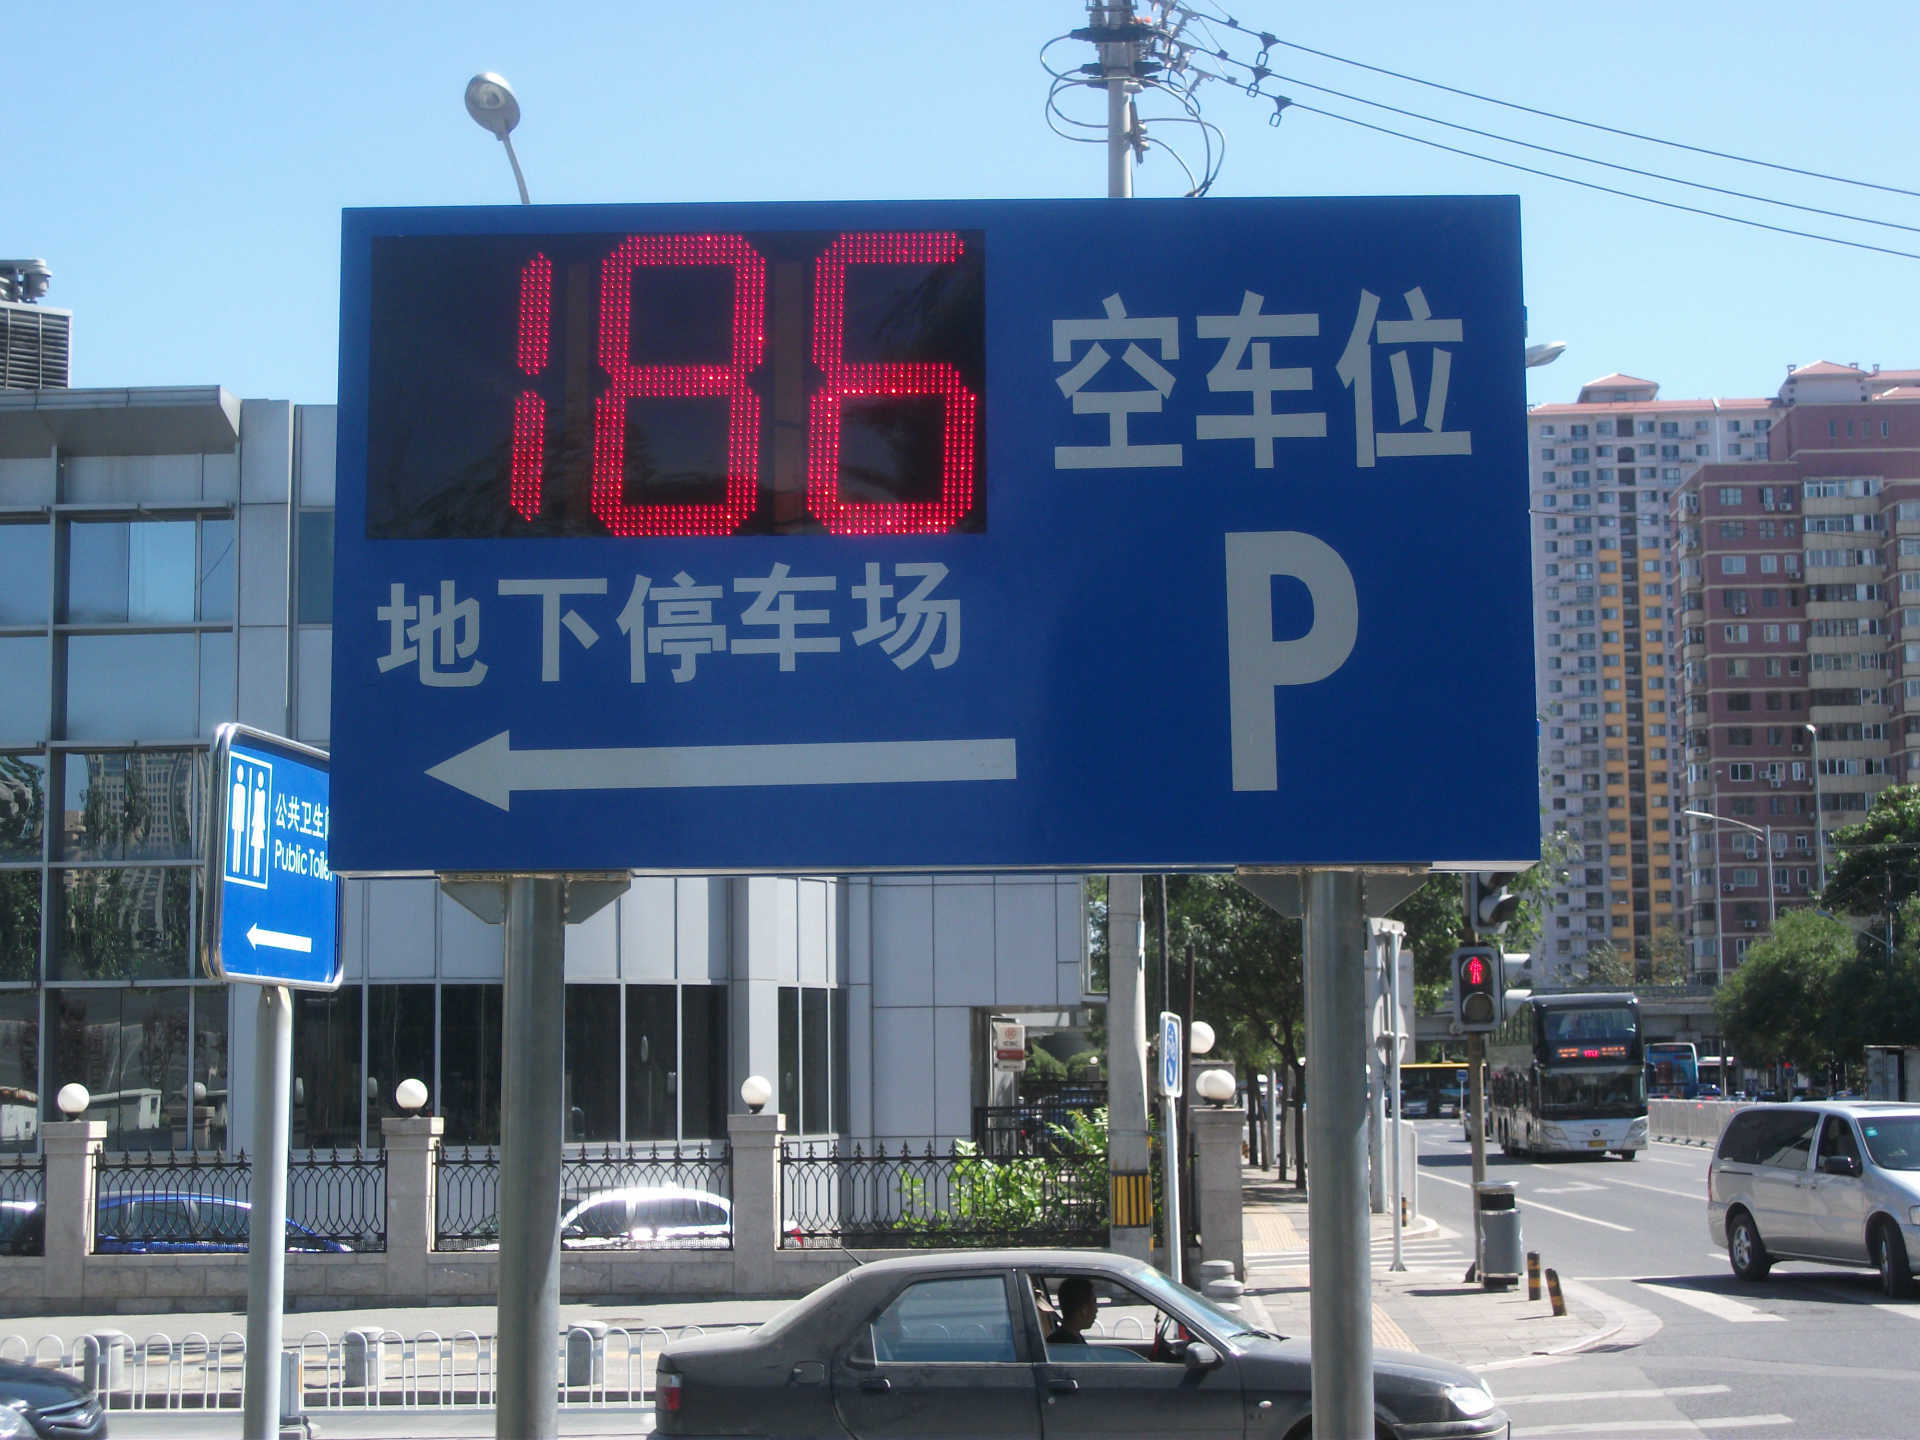 186
空车位
地下停车场
P
公共卫生
Public Toile